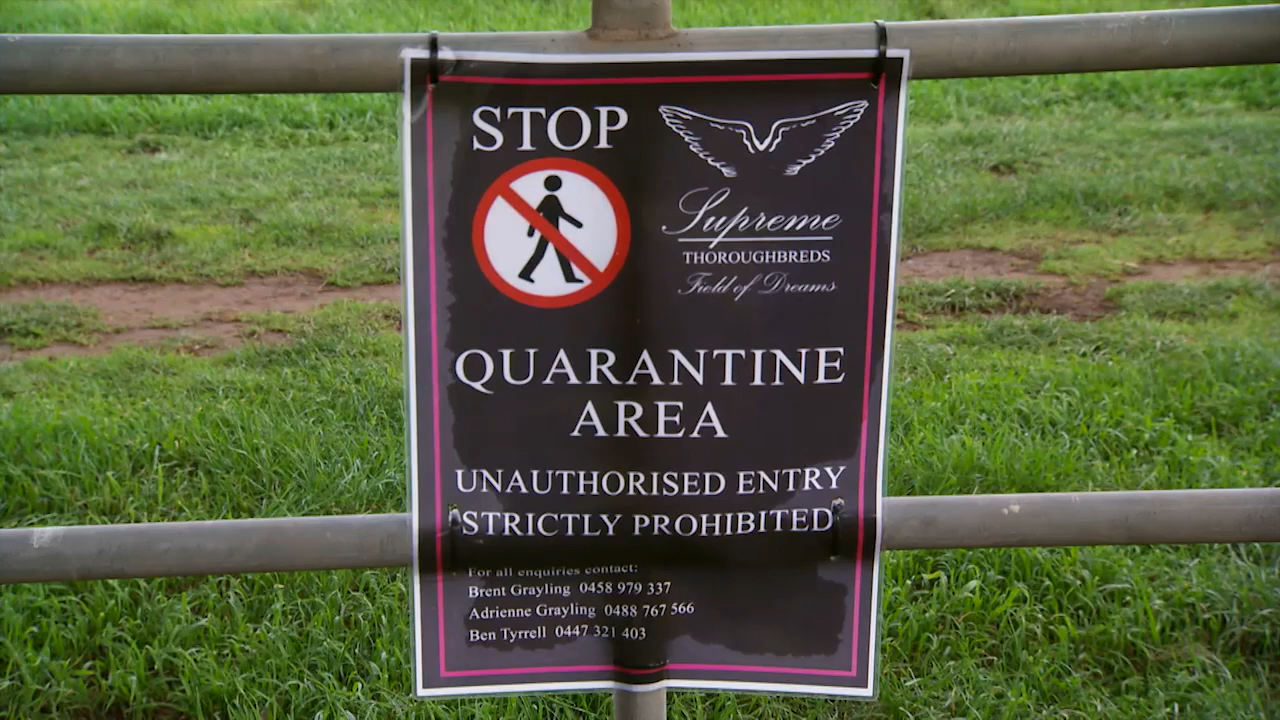 STOP
Supreme
THOROUGHBREDS
Field of Dreams
QUARANTINE
AREA
UNAUTHORISED ENTRY
STRICTLY PROHIBITED
For all enquiries contact:
Brent Grayling 0458 979 337
Adrienne Grayling 0488 767 566
Ben Tyrrell 0447 321 403